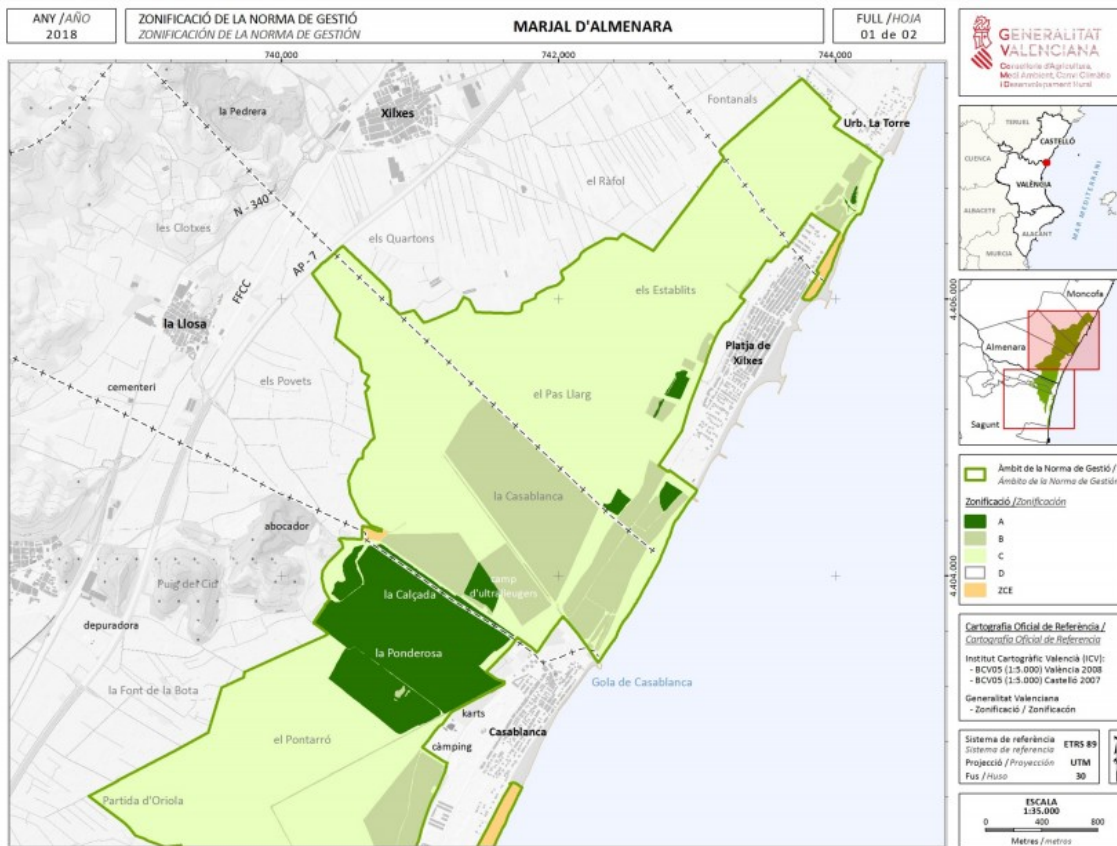 ANY /AÑO
2018
ZONIFICACIÓ DE LA NORMA DE GESTIÓ
ZONIFICACIÓN DE LA NORMA DE GESTIÓN
MARJAL D'ALMENARA
FULL /HOJA
01 de 02
GENERALITAT
VALENCIANA
Conselleria d'Agricultura,
Medi Ambient, Canvi Climàtic
i Desenvolupament Rural
740,000
742,000
744,000
la Pedrera
Xilxes
Fontanals
Urb. La Torre
el Ràfol
N - 340
les Clotxes
els Quartons
AP - 7
FFCC
els Establits
4.406.000
la Llosa
Platja de
Xilxes
els Povets
cementeri
el Pas Llarg
la Casablanca
abocador
Puig del Cid
camp
d'ultralleugers
la Calçada
4.404.000
depuradora
la Ponderosa
la Font de la Bota
Gola de Casablanca
karts
Casablanca
càmping
el Pontarró
Partida d'Oriola
TERUEL
CASTELLÓ
CUENCA
VALÈNCIA
ALBACETE
ALACANT
MURCIA
MAR MEDITERRANI
Moncofa
Almenara
Sagunt
Àmbit de la Norma de Gestió /
Ámbito de la Norma de Gestión
Zonificació /Zonificación
A
B
C
D
ZCE
Cartografia Oficial de Referència /
Cartografía Oficial de Referencia
Institut Cartogràfic Valencià (ICV):
- BCV05 (1:5.000) València 2008
- BCV05 (1:5.000) Castelló 2007
Generalitat Valenciana
- Zonificació / Zonificacón
Sistema de referència
Sistema de referencia
ETRS 89
Projecció / Proyección UTM
Fus / Huso 30
ESCALA
1:35.000
0 400 800
Metres / metros